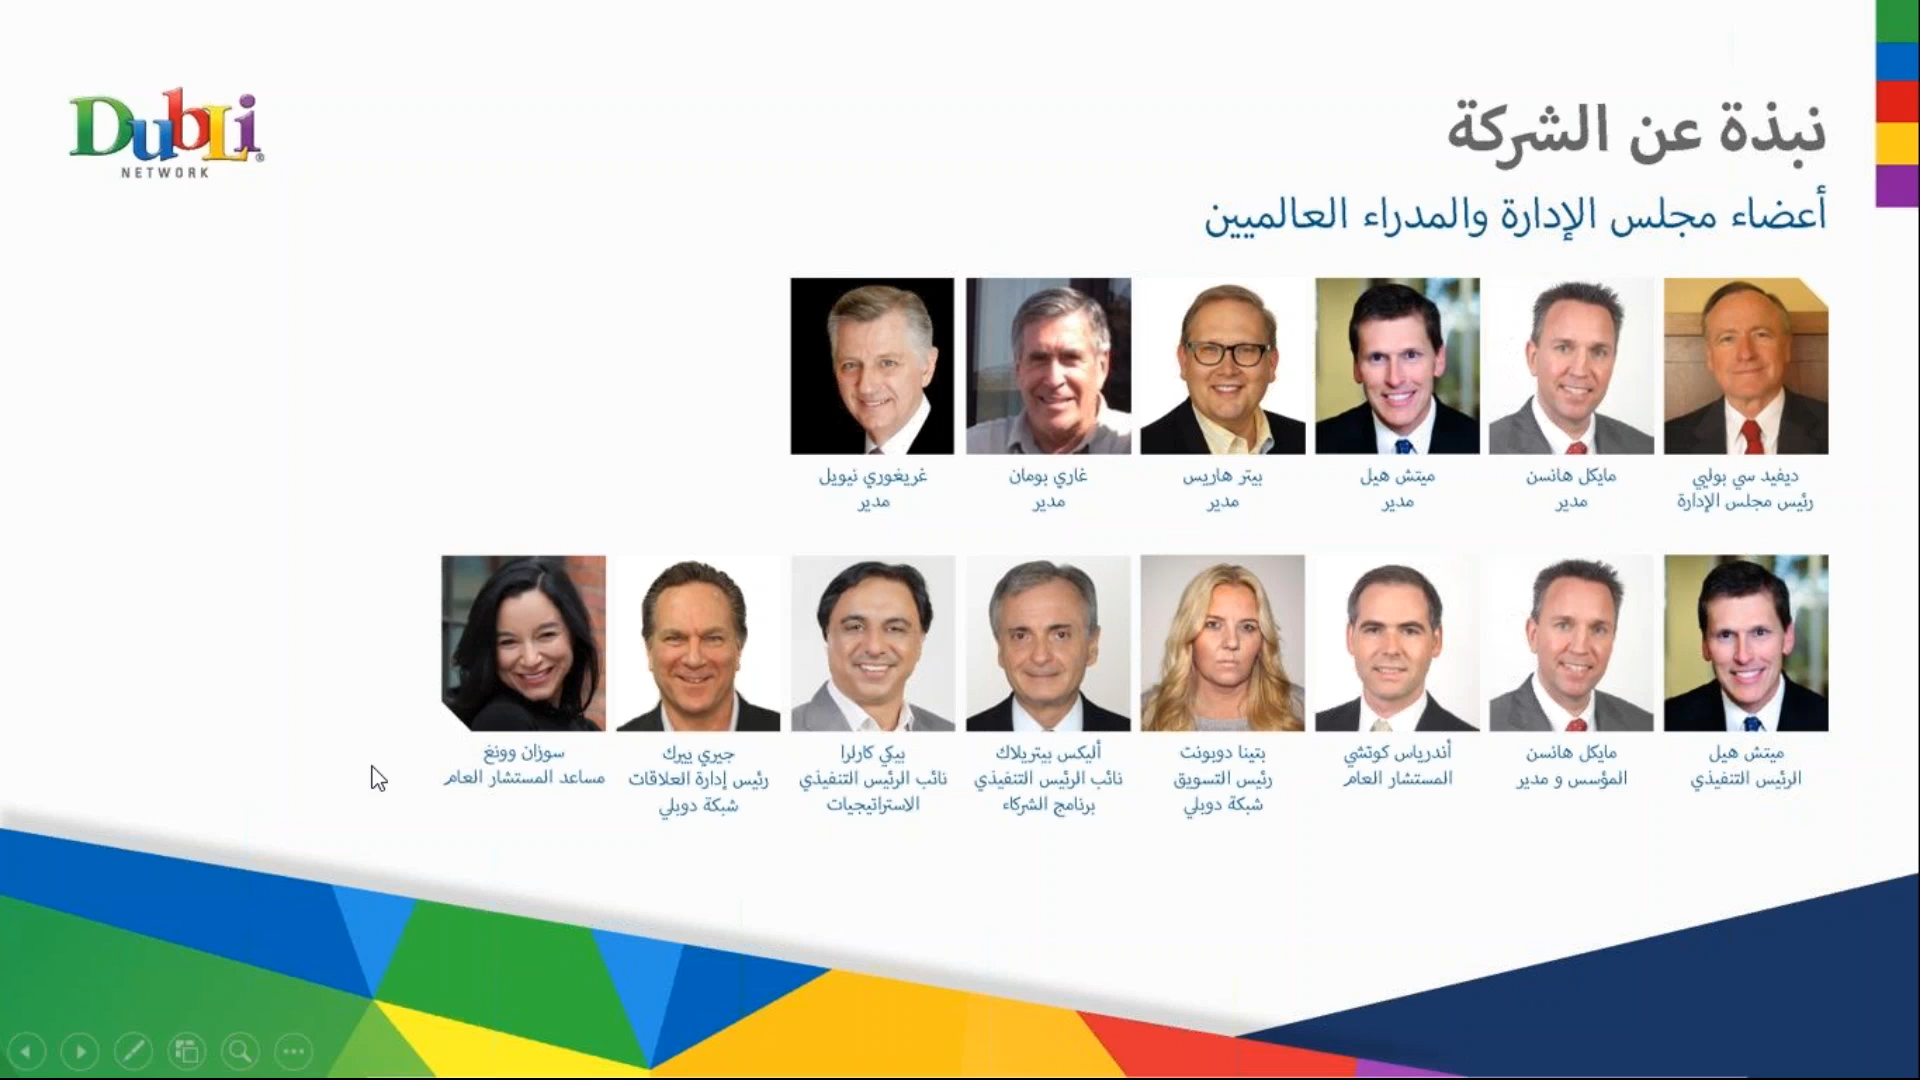 DubLi
NETWORK
نبذة عن الشركة
أعضاء مجلس الإدارة والمدراء العالميين
ديفيد سي بوليي
رئيس مجلس الإدارة
مايكل هانسن
مدير
ميتش هيل
مدير
بيتر هاريس
مدير
غاري بومان
مدير
غريغوري نيويل
مدير
ميتش هيل
الرئيس التنفيذي
مايكل هانسن
المؤسس و مدير
أندرياس كوتشي
المستشار العام
بتينا دوبونت
رئيس التسويق
شبكة دوبلي
أليكس بيتريلاك
نائب الرئيس التنفيذي
برنامج الشركاء
بيكي كارلرا
نائب الرئيس التنفيذي
الاستراتيجيات
جيري بيرك
رئيس إدارة العلاقات
شبكة دوبلي
سوزان وونغ
مساعد المستشار العام